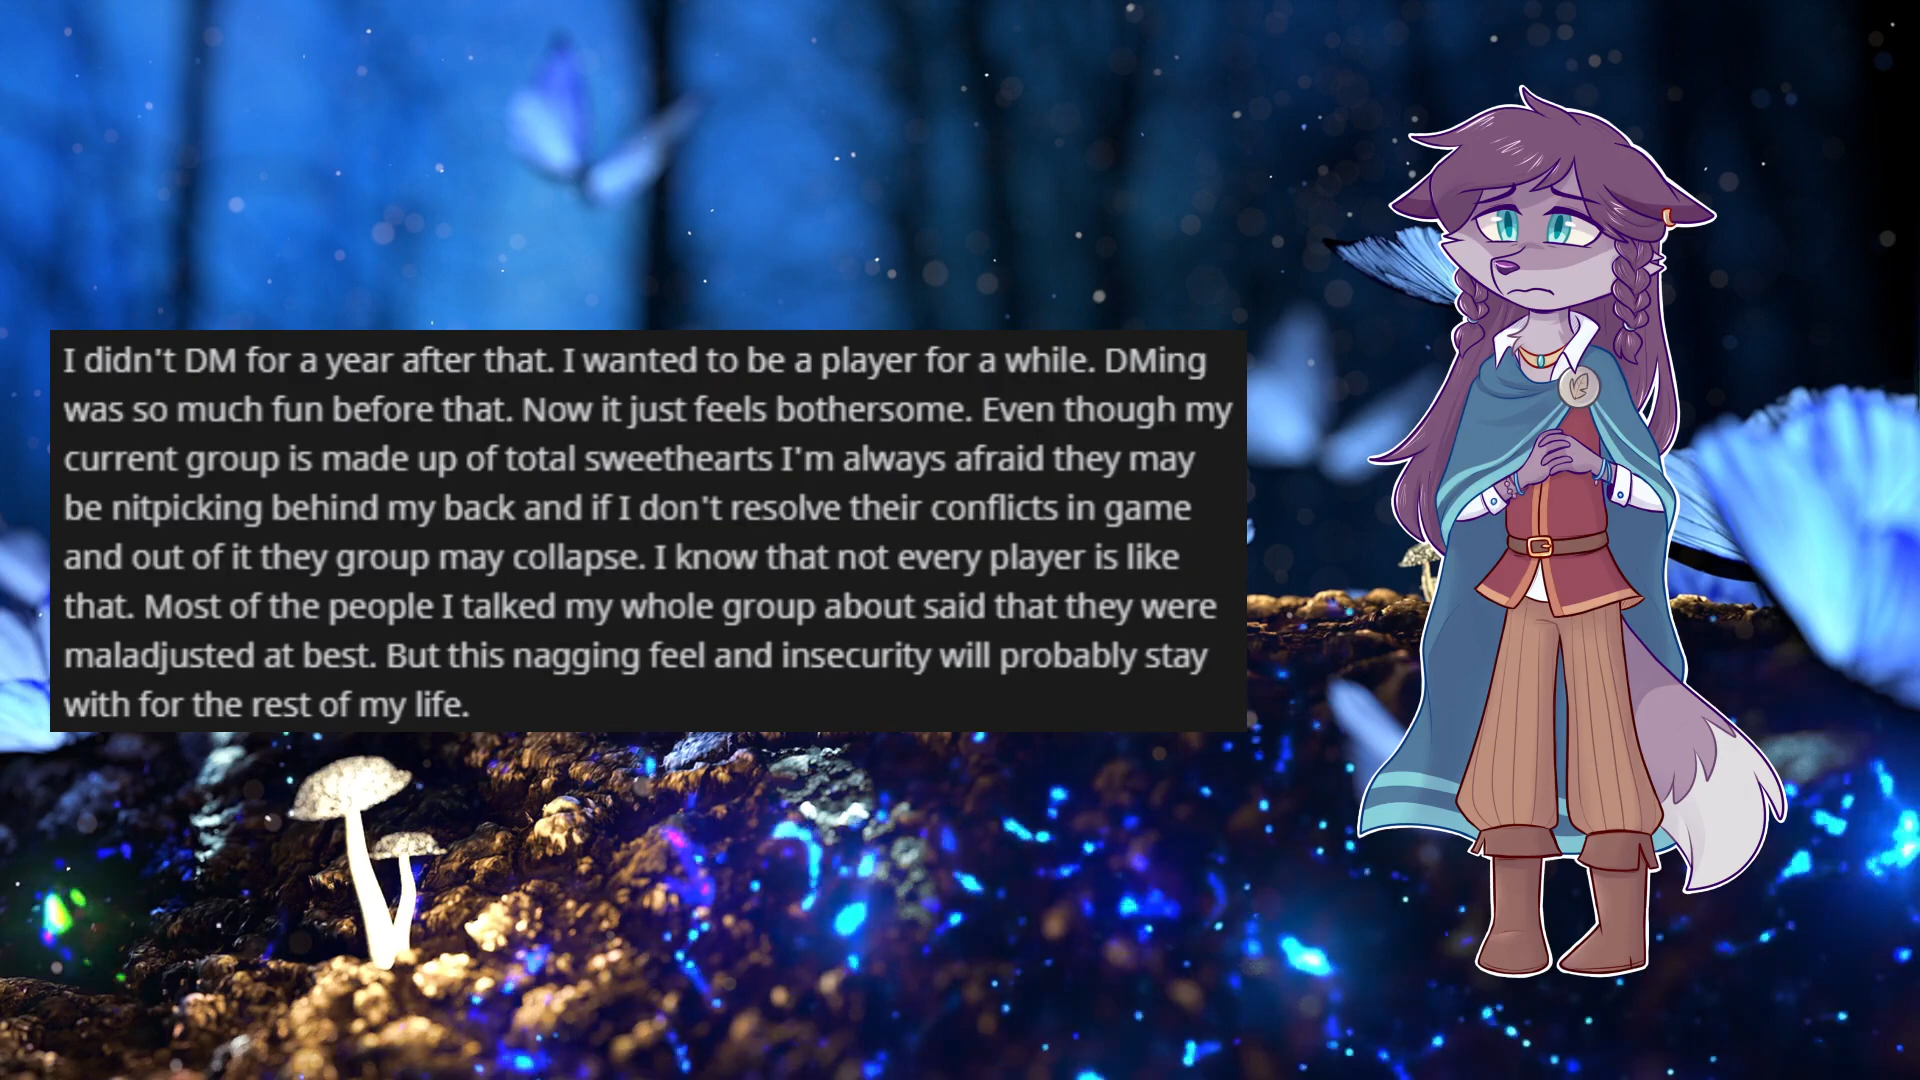 I didn't DM for a year after that. I wanted to be a player for a while. DMing
was so much fun before that. Now it just feels bothersome. Even though my
current group is made up of total sweethearts I'm always afraid they may
be nitpicking behind my back and if I don't resolve their conflicts in game
and out of it they group may collapse. I know that not every player is like
that. Most of the people I talked my whole group about said that they were
maladjusted at best. But this nagging feel and insecurity will probably stay
with for the rest of my life.